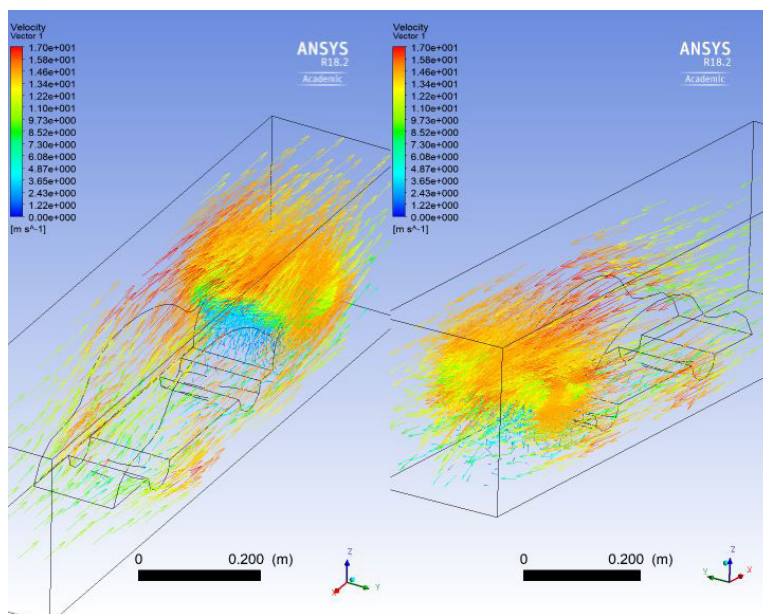 Velocity
Vector 1
1.70e+001
1.58e+001
1.46e+001
1.34e+001
1.22e+001
1.10e+001
9.73e+000
8.52e+000
7.30e+000
6.08e+000
4.87e+000
3.65e+000
2.43e+000
1.22e+000
0.00e+000
[m s^-1]
ANSYS
R18.2
Academic
0 0.200 (m)
Z
X
Y
Velocity
Vector 1
1.70e+001
1.58e+001
1.46e+001
1.34e+001
1.22e+001
1.10e+001
9.73e+000
8.52e+000
7.30e+000
6.08e+000
4.87e+000
3.65e+000
2.43e+000
1.22e+000
0.00e+000
[m s^-1]
ANSYS
R18.2
Academic
0 0.200 (m)
Z
Y
X